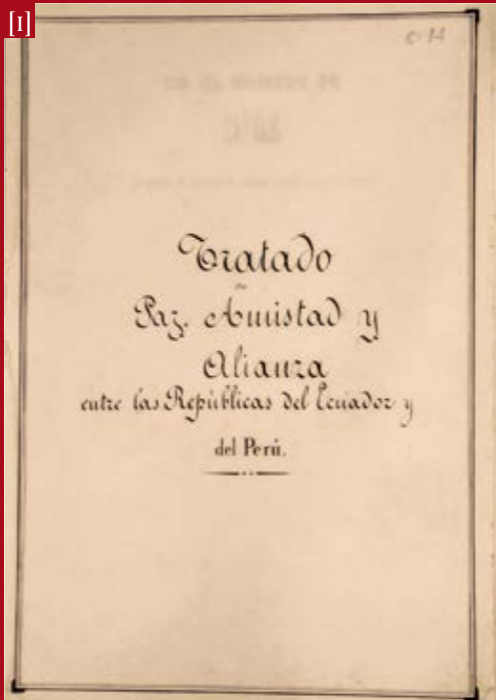 [I]
Tratado
de
Paz, Amistad y
Alianza
entre las Repúblicas del Ecuador y
del Perú.